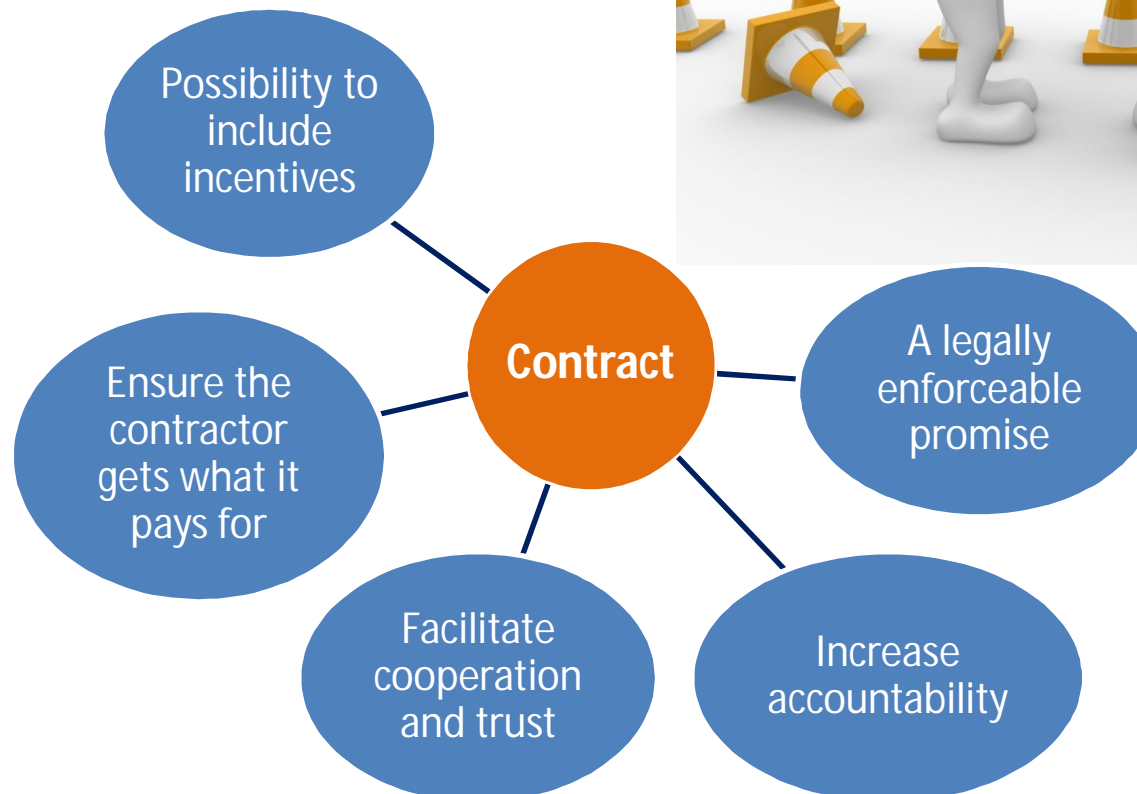 Possibility to
include
incentives
Contract
A legally
enforceable
promise
Ensure the
contractor
gets what it
pays for
Facilitate
cooperation
and trust
Increase
accountability